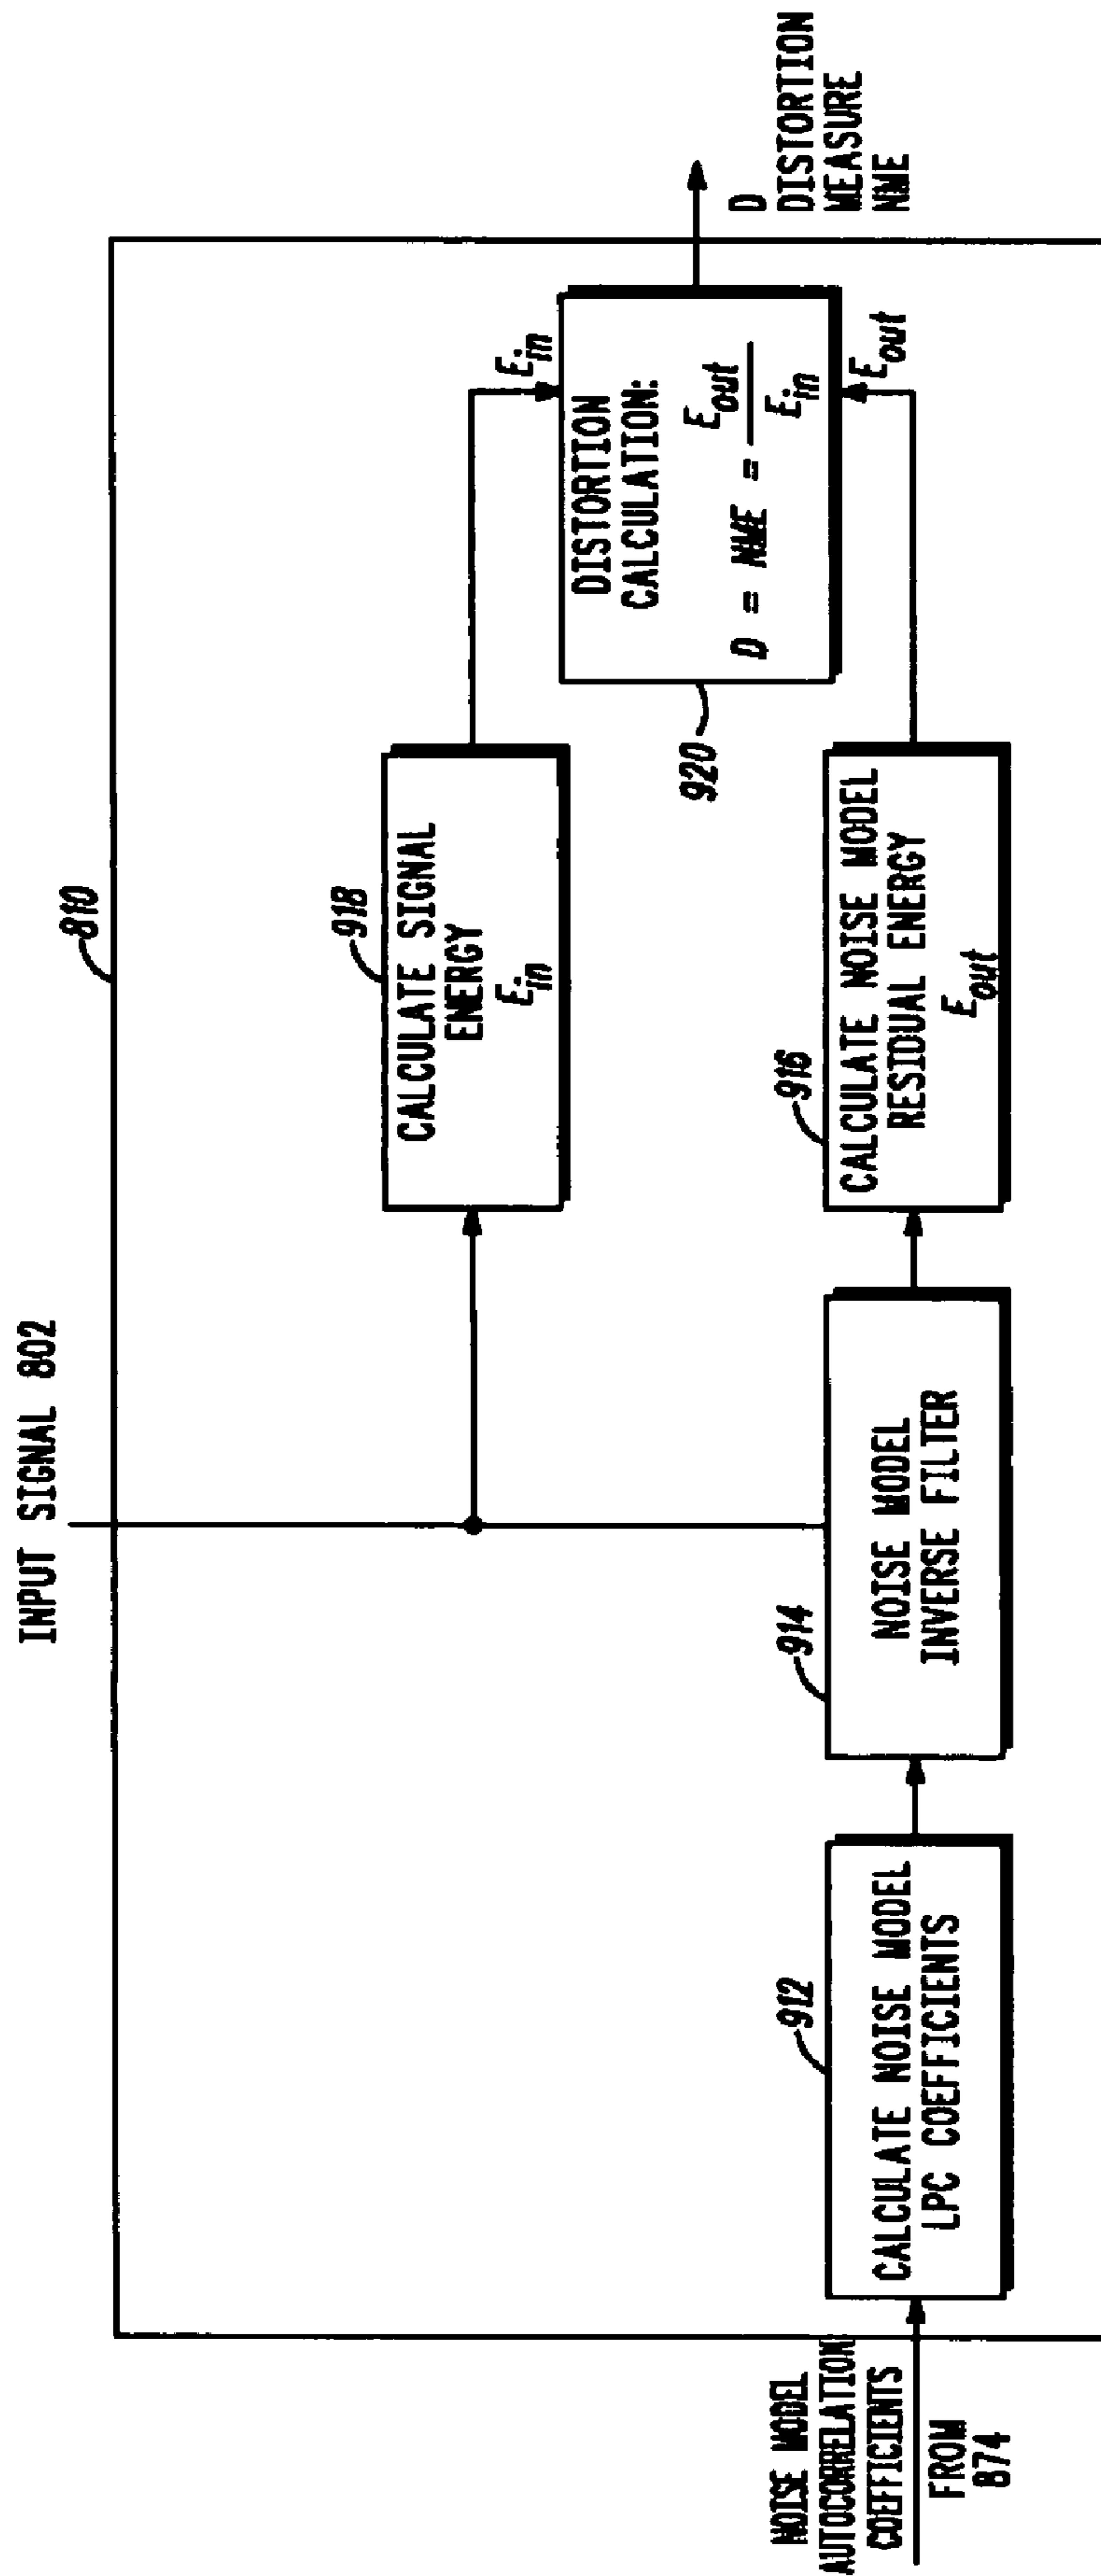 INPUT SIGNAL 802
810
918
CALCULATE SIGNAL
ENERGY
E_in
E_in
DISTORTION
CALCULATION:
D = NME = E_out / E_in
920
D
DISTORTION
MEASURE
NME
NOISE MODEL
AUTOCORRELATION
COEFFICIENTS
FROM
874
912
CALCULATE NOISE MODEL
LPC COEFFICIENTS
914
NOISE MODEL
INVERSE FILTER
916
CALCULATE NOISE MODEL
RESIDUAL ENERGY
E_out
E_out